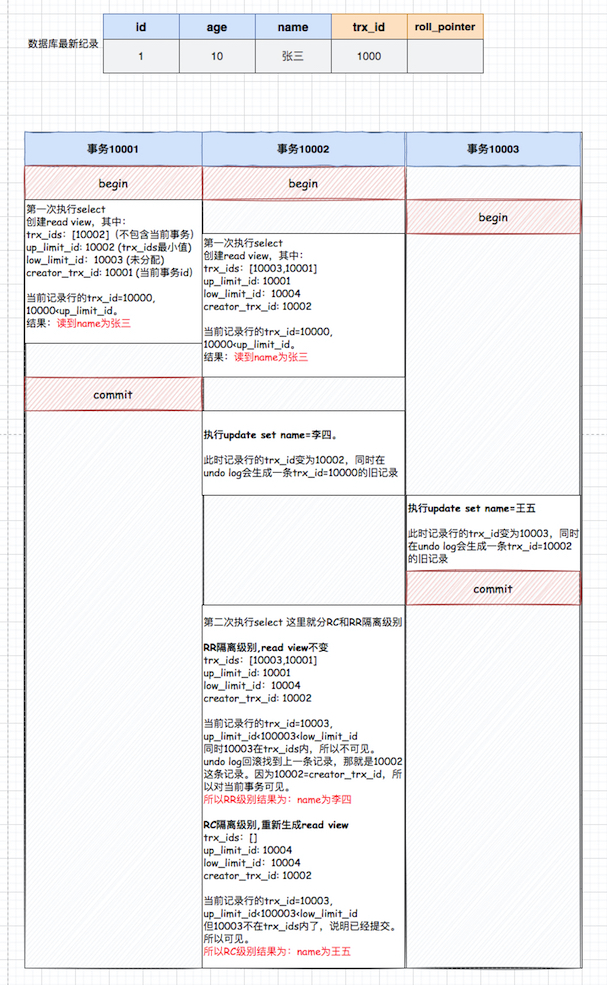 数据库最新纪录
id age name trx_id roll_pointer
1 10 张三 1000
事务10001 事务10002 事务10003
begin begin
第一次执行select
创建read view，其中：
trx_ids：[10002]（不包含当前事务）
up_limit_id: 10002 (trx_ids最小值)
low_limit_id：10003 (未分配)
creator_trx_id: 10001 (当前事务id）
当前记录行的trx_id=10000,
10000<up_limit_id。
结果：读到name为张三
begin
第一次执行select
创建read view，其中：
trx_ids：[10003,10001]
up_limit_id: 10001
low_limit_id：10004
creator_trx_id: 10002
当前记录行的trx_id=10000,
10000<up_limit_id。
结果：读到name为张三
commit
执行update set name=李四。
此时记录行的trx_id变为10002，同时在
undo log会生成一条trx_id=10000的旧记录
执行update set name=王五
此时记录行的trx_id变为10003，同时
在undo log会生成一条trx_id=10002
的旧记录
commit
第二次执行select 这里就分RC和RR隔离级别
RR隔离级别,read view不变
trx_ids：[10003,10001]
up_limit_id: 10001
low_limit_id：10004
creator_trx_id: 10002
当前记录行的trx_id=10003,
up_limit_id<100003<low_limit_id
同时10003在trx_ids内，所以不可见。
undo log回滚找到上一条记录，那就是10002
这条记录。因为10002=creator_trx_id，所
以对当前事务可见。
所以RR级别结果为：name为李四
RC隔离级别,重新生成read view
trx_ids：[]
up_limit_id: 10004
low_limit_id：10004
creator_trx_id: 10002
当前记录行的trx_id=10003,
up_limit_id<100003<low_limit_id
但10003不在trx_ids内了，说明已经提交。
所以可见。
所以RC级别结果为：name为王五